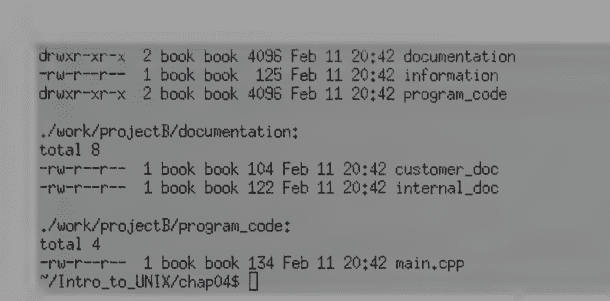 drwxr-xr-x  2 book book 4096 Feb 11 20:42 documentation
-rw-r--r--  1 book book  125 Feb 11 20:42 information
drwxr-xr-x  2 book book 4096 Feb 11 20:42 program_code

./work/projectB/documentation:
total 8
-rw-r--r--  1 book book 104 Feb 11 20:42 customer_doc
-rw-r--r--  1 book book 122 Feb 11 20:42 internal_doc

./work/projectB/program_code:
total 4
-rw-r--r--  1 book book 134 Feb 11 20:42 main.cpp
~/Intro_to_UNIX/chap04$